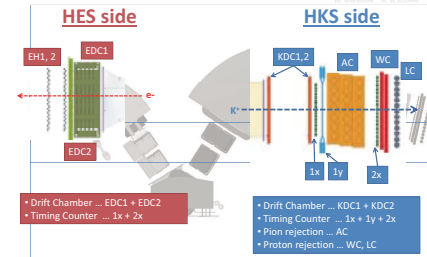 HES side
HKS side
EH1, 2
EDC1
KDC1,2
AC
WC
LC
e-
K⁺
EDC2
1x
1y
2x
• Drift Chamber ... EDC1 + EDC2
• Timing Counter ... 1x + 2x
• Drift Chamber ... KDC1 + KDC2
• Timing Counter ... 1x + 1y + 2x
• Pion rejection ... AC
• Proton rejection ... WC, LC